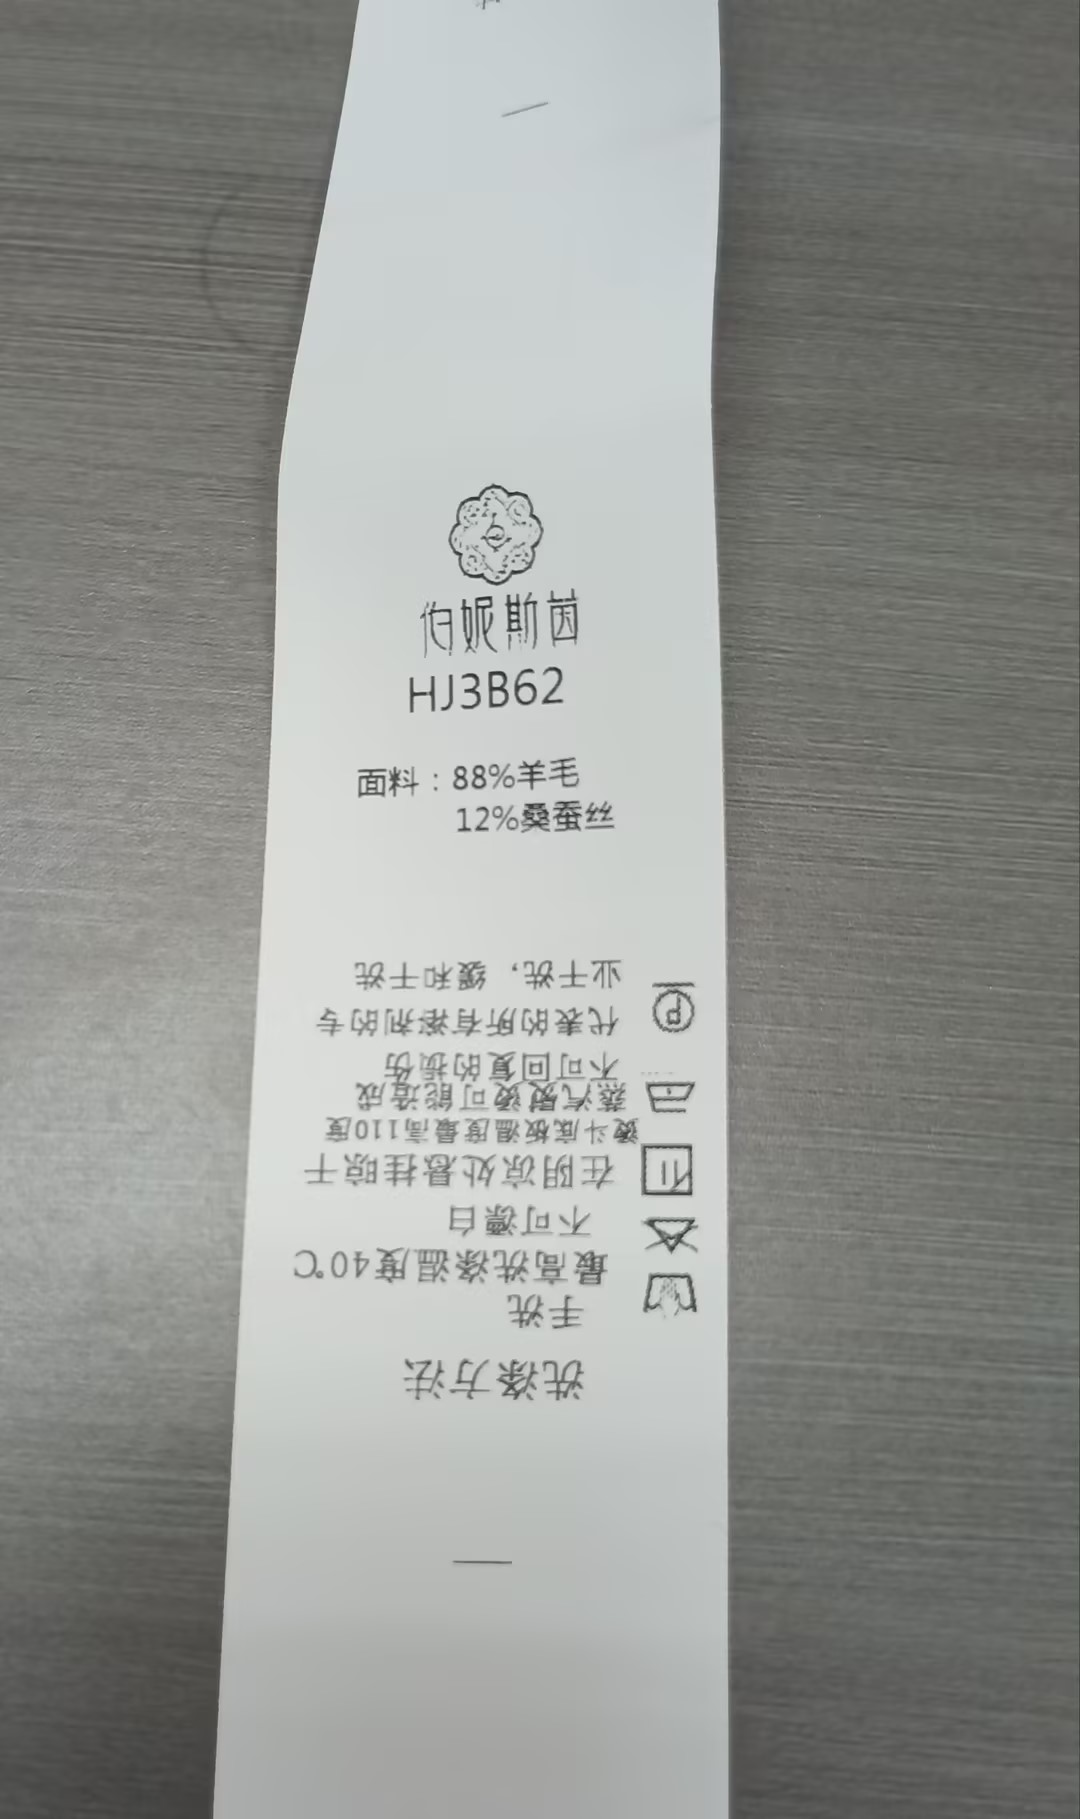 伯妮斯茵
HJ3B62
面料：88%羊毛
12%桑蚕丝
洗涤方法
手洗
最高洗涤温度40℃
不可漂白
在阴凉处悬挂晾干
熨斗底板温度最高110度
蒸汽熨烫可能造成
不可回复的损伤
代表的所有溶剂的专
业干洗，缓和干洗
P